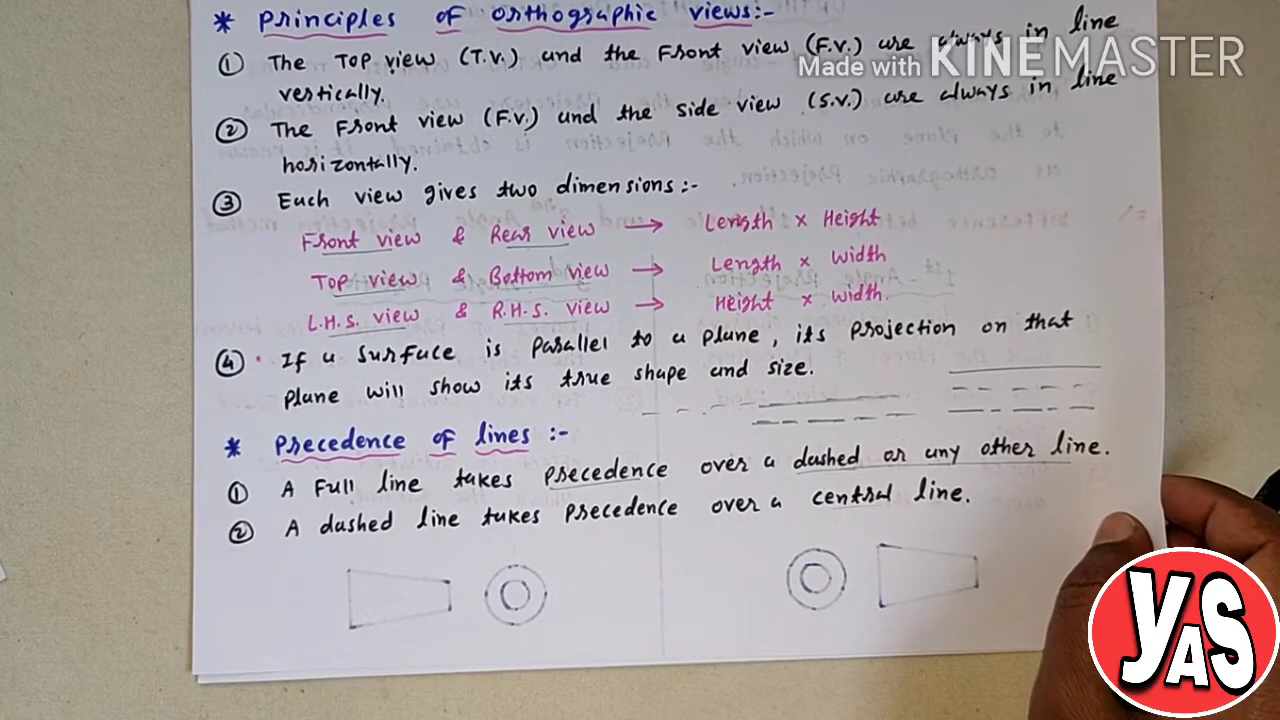 * Principles of orthographic views:-
① The Top view (T.V.) and the Front view (F.V.) are always in line
Made with KINEMASTER
vertically.
② The Front view (F.V.) and the side view (S.V.) are always in line
horizontally.
③ Each view gives two dimensions:-
Front view & Rear view → Length × Height
Top view & Bottom view → Length × width
L.H.S. view & R.H.S. view → Height × width.
④ If a surface is parallel to a plane, its projection on that
plane will show its true shape and size.
* Precedence of lines :-
① A Full line takes precedence over a dashed or any other line.
② A dashed line takes precedence over a central line.
YAS